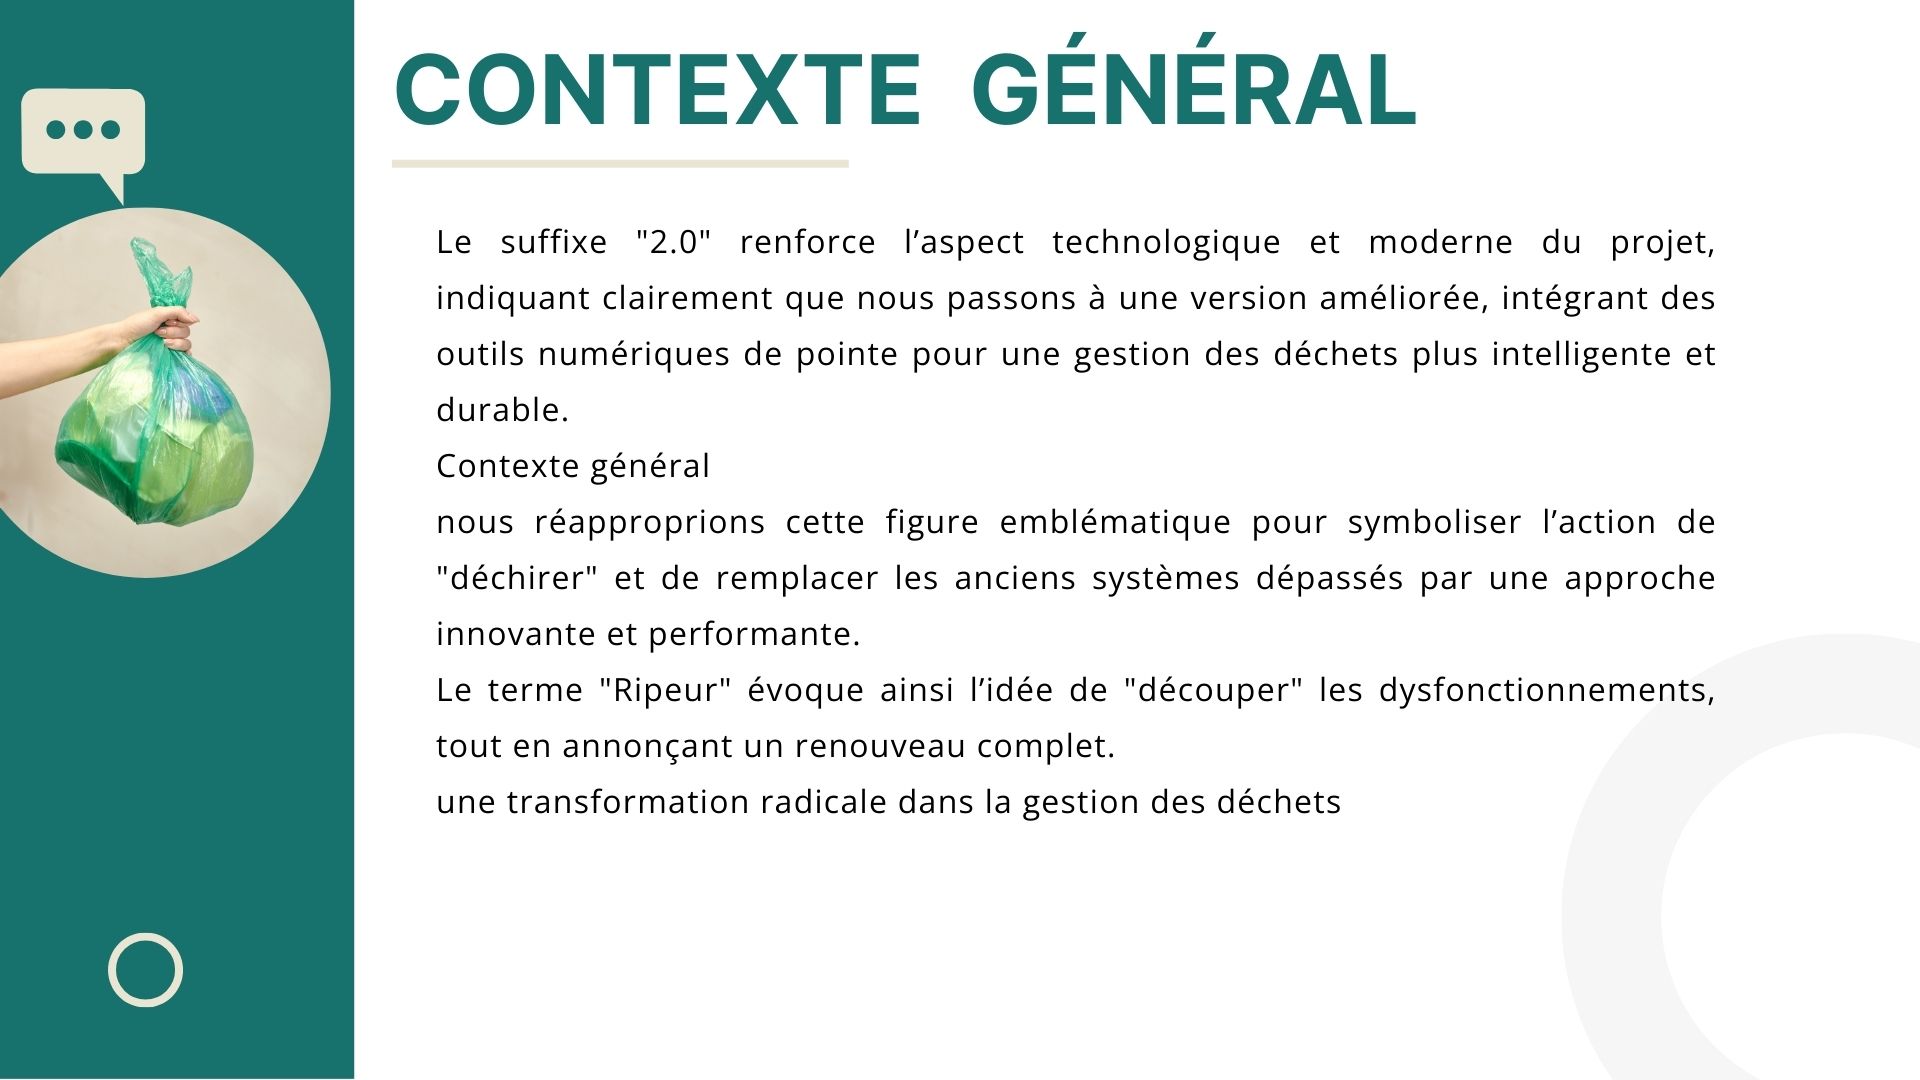 CONTEXTE GÉNÉRAL
Le suffixe "2.0" renforce l’aspect technologique et moderne du projet,
indiquant clairement que nous passons à une version améliorée, intégrant des
outils numériques de pointe pour une gestion des déchets plus intelligente et
durable.
Contexte général
nous réapproprions cette figure emblématique pour symboliser l’action de
"déchirer" et de remplacer les anciens systèmes dépassés par une approche
innovante et performante.
Le terme "Ripeur" évoque ainsi l’idée de "découper" les dysfonctionnements,
tout en annonçant un renouveau complet.
une transformation radicale dans la gestion des déchets